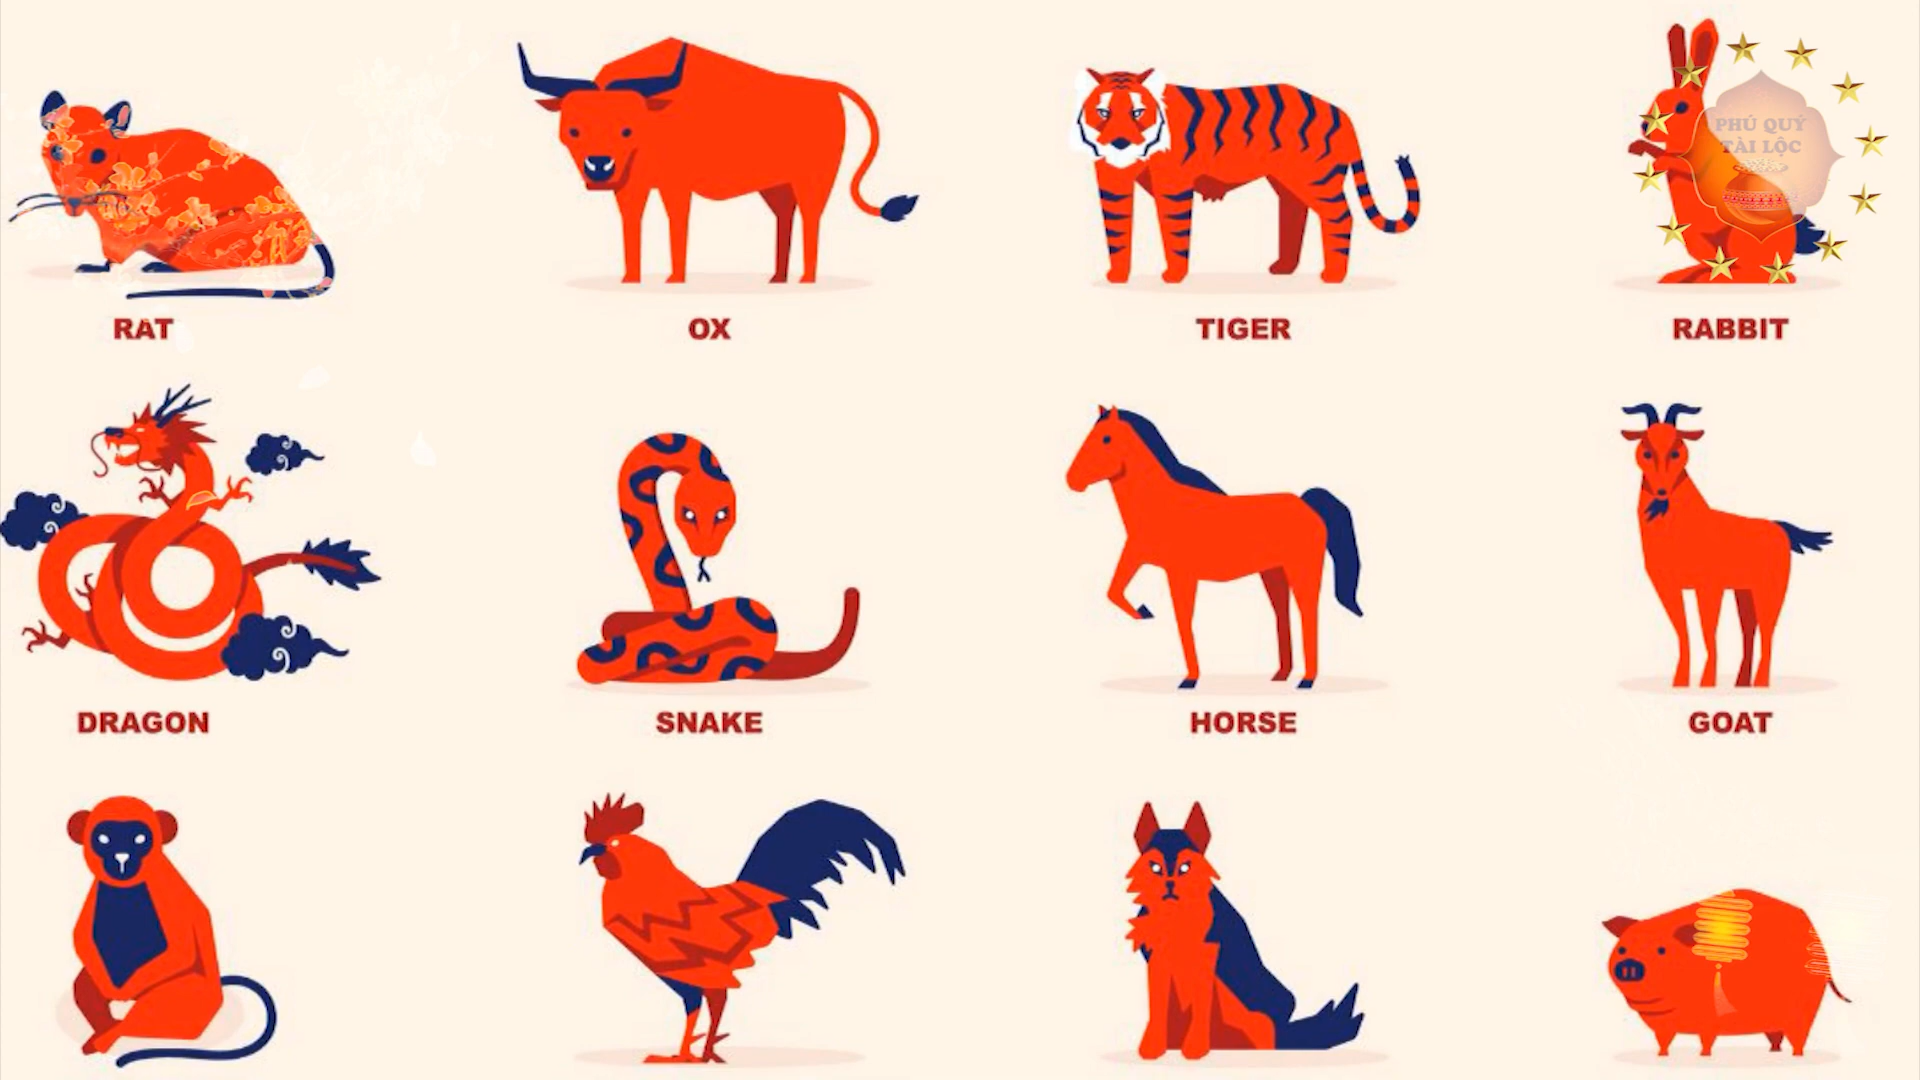 PHÚ QUÝ
TÀI LỘC
RAT
OX
TIGER
RABBIT
DRAGON
SNAKE
HORSE
GOAT